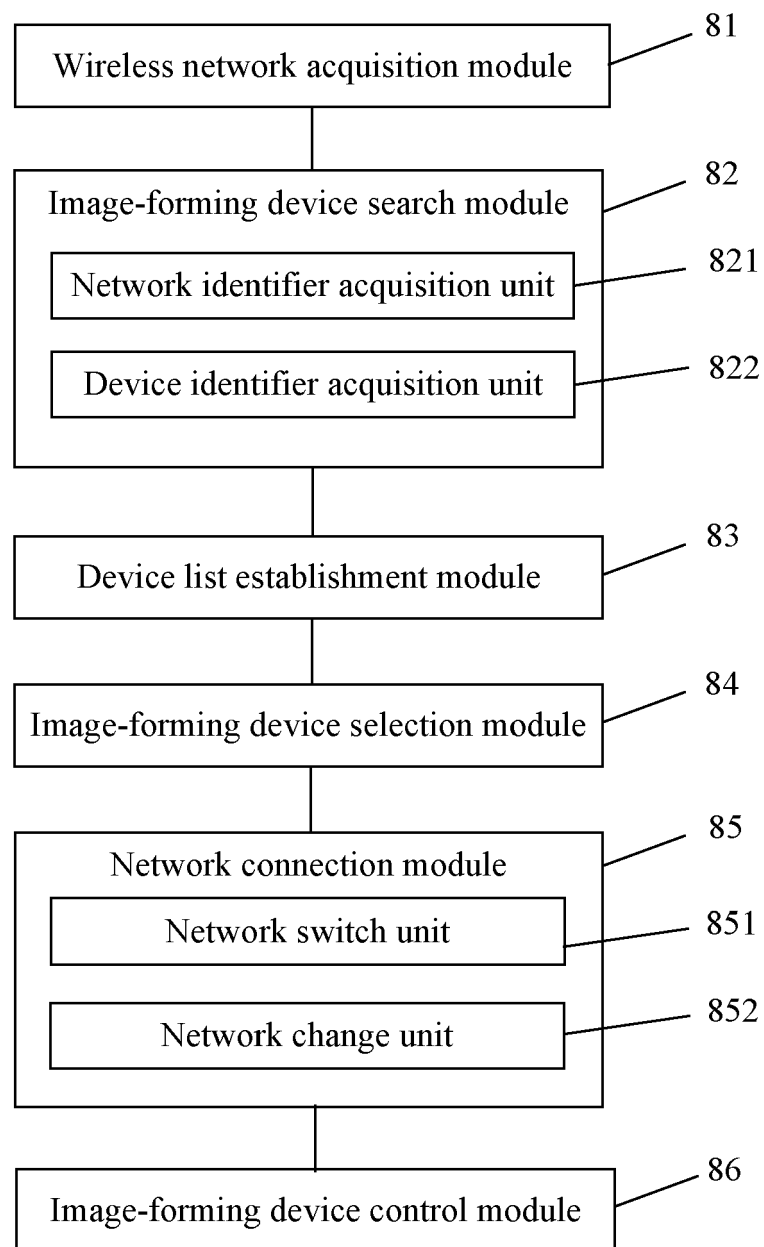 81
Wireless network acquisition module
82
Image-forming device search module
821
Network identifier acquisition unit
822
Device identifier acquisition unit
83
Device list establishment module
84
Image-forming device selection module
85
Network connection module
851
Network switch unit
852
Network change unit
86
Image-forming device control module